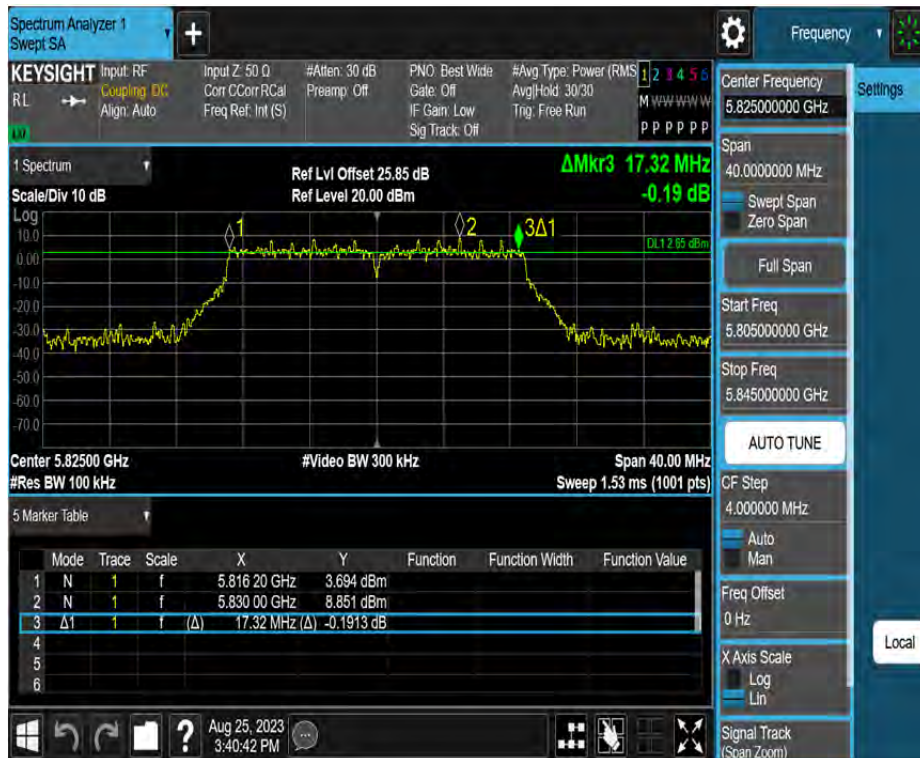 Spectrum Analyzer 1
Swept SA
+
Frequency
KEYSIGHT
RL
Input: RF
Coupling: DC
Align: Auto
Input Z: 50 Ω
Corr CCorr RCal
Freq Ref: Int (S)
#Atten: 30 dB
Preamp: Off
PNO: Best Wide
Gate: Off
IF Gain: Low
Sig Track: Off
#Avg Type: Power (RMS
Avg|Hold: 30/30
Trig: Free Run
1 2 3 4 5 6
M W W W W W
P P P P P P
1 Spectrum
Scale/Div 10 dB
Ref Lvl Offset 25.85 dB
Ref Level 20.00 dBm
ΔMkr3 17.32 MHz
-0.19 dB
Log
10.0
0.00
-10.0
-20.0
-30.0
-40.0
-50.0
-60.0
-70.0
1
2
3Δ1
DL1 2.85 dBm
Center 5.82500 GHz
#Video BW 300 kHz
Span 40.00 MHz
#Res BW 100 kHz
Sweep 1.53 ms (1001 pts)
5 Marker Table
Mode Trace Scale X Y Function Function Width Function Value
1 N 1 f 5.816 20 GHz 3.694 dBm
2 N 1 f 5.830 00 GHz 8.851 dBm
3 Δ1 1 f (Δ) 17.32 MHz (Δ) -0.1913 dB
4
5
6
?
Aug 25, 2023
3:40:42 PM
Center Frequency
5.825000000 GHz
Span
40.0000000 MHz
Swept Span
Zero Span
Full Span
Start Freq
5.805000000 GHz
Stop Freq
5.845000000 GHz
AUTO TUNE
CF Step
4.000000 MHz
Auto
Man
Freq Offset
0 Hz
X Axis Scale
Log
Lin
Signal Track
(Span Zoom)
Settings
Local